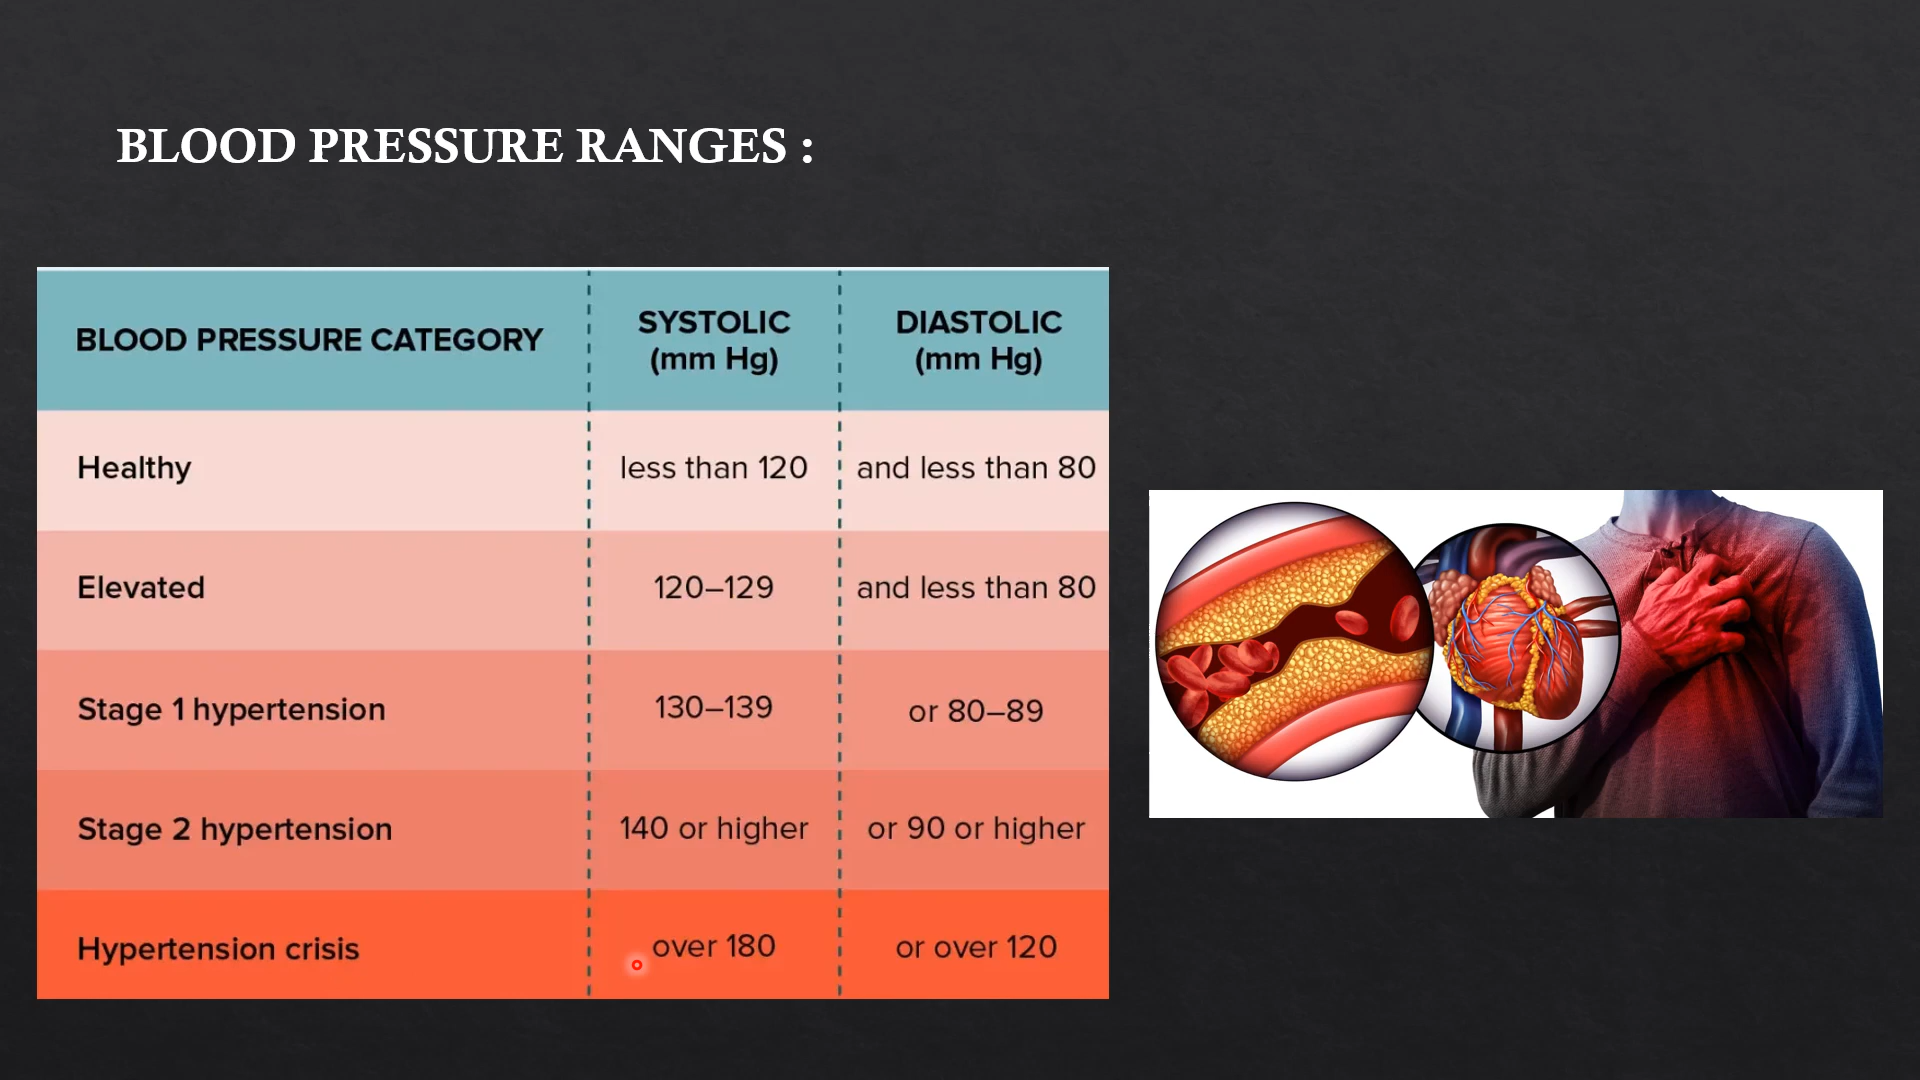 BLOOD PRESSURE RANGES :
BLOOD PRESSURE CATEGORY
SYSTOLIC
(mm Hg)
DIASTOLIC
(mm Hg)
Healthy
less than 120
and less than 80
Elevated
120–129
and less than 80
Stage 1 hypertension
130–139
or 80–89
Stage 2 hypertension
140 or higher
or 90 or higher
Hypertension crisis
over 180
or over 120